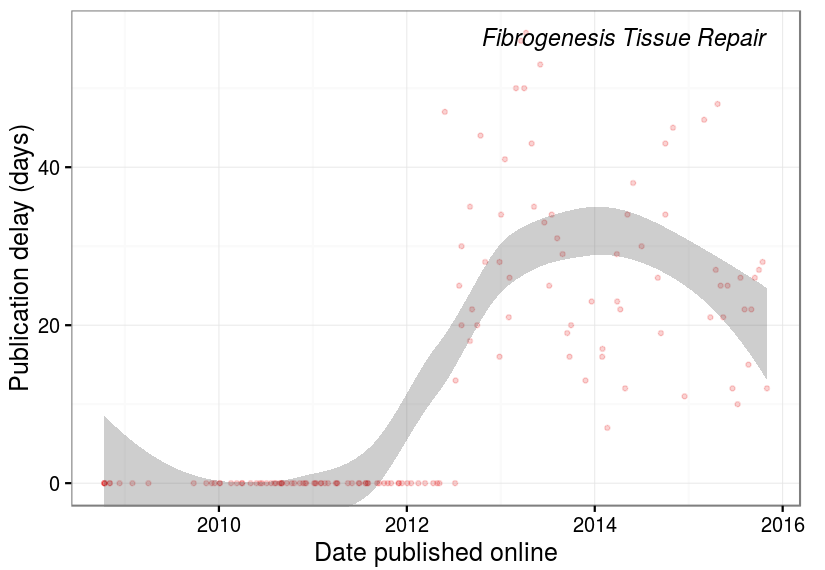 Fibrogenesis Tissue Repair
Publication delay (days)
40
20
0
2010 2012 2014 2016
Date published online